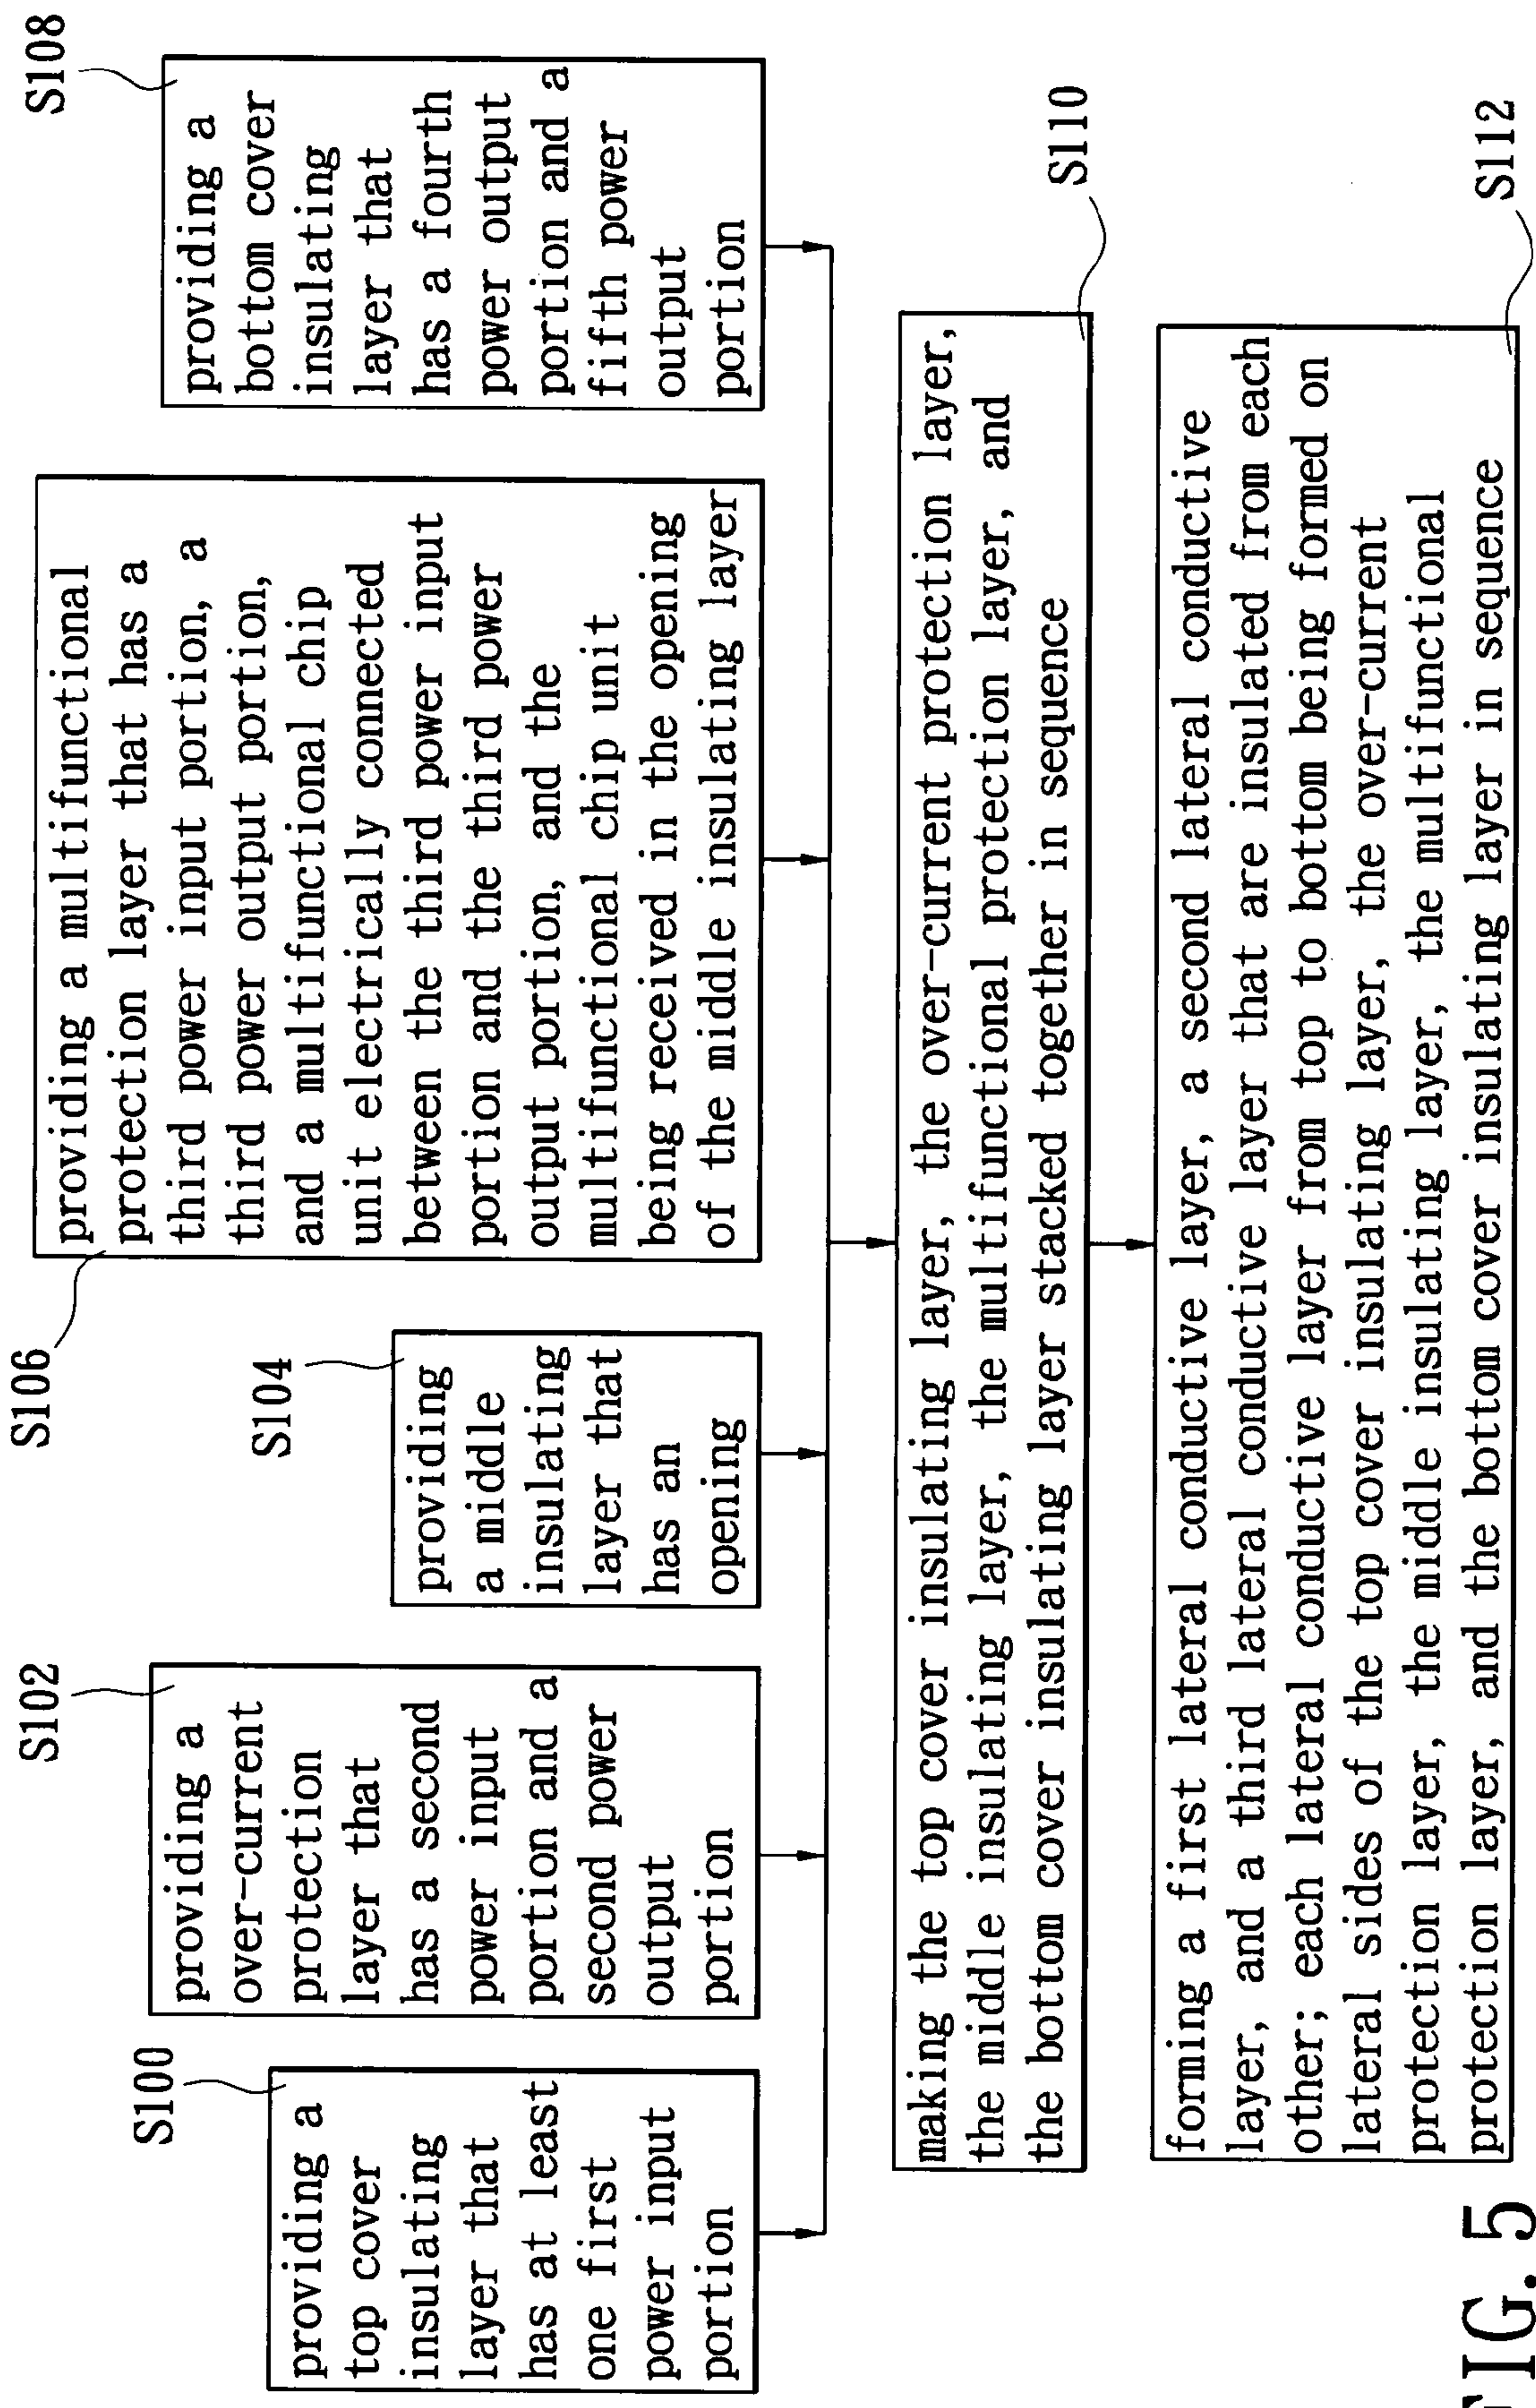 S100
providing a
top cover
insulating
layer that
has at least
one first
power input
portion
S102
providing a
over-current
protection
layer that
has a second
power input
portion and a
second power
output
portion
S104
providing
a middle
insulating
layer that
has an
opening
S106
providing a multifunctional
protection layer that has a
third power input portion, a
third power output portion,
and a multifunctional chip
unit electrically connected
between the third power input
portion and the third power
output portion, and the
multifunctional chip unit
being received in the opening
of the middle insulating layer
S108
providing a
bottom cover
insulating
layer that
has a fourth
power output
portion and a
fifth power
output
portion
making the top cover insulating layer, the over-current protection layer,
the middle insulating layer, the multifunctional protection layer, and
the bottom cover insulating layer stacked together in sequence
S110
forming a first lateral conductive layer, a second lateral conductive
layer, and a third lateral conductive layer that are insulated from each
other; each lateral conductive layer from top to bottom being formed on
lateral sides of the top cover insulating layer, the over-current
protection layer, the middle insulating layer, the multifunctional
protection layer, and the bottom cover insulating layer in sequence
S112
FIG. 5